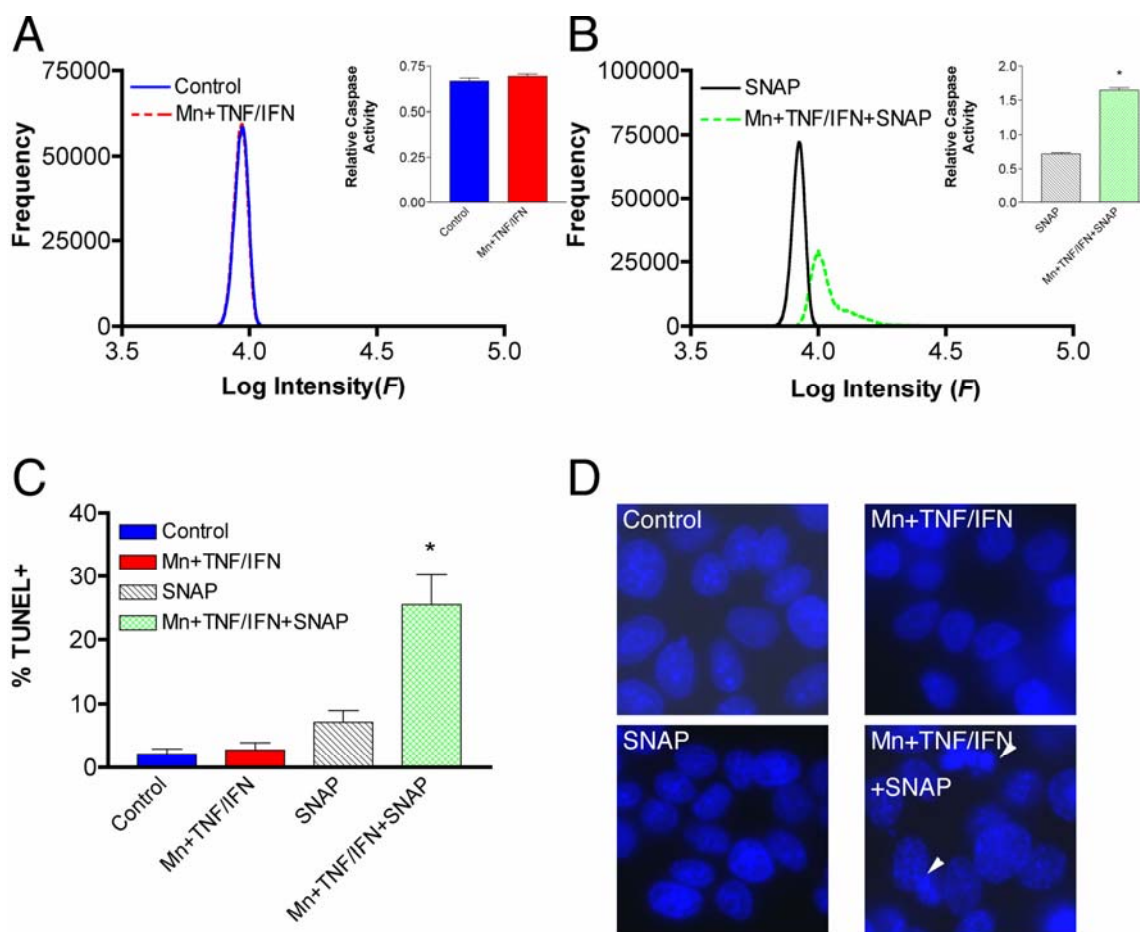 A
75000
50000
25000
0
Frequency
3.5
4.0
4.5
5.0
Log Intensity(F)
Control
Mn+TNF/IFN
0.75
0.50
0.25
0.00
Relative Caspase
Activity
Control
Mn+TNF/IFN
B
100000
75000
50000
25000
0
Frequency
3.5
4.0
4.5
5.0
Log Intensity (F)
SNAP
Mn+TNF/IFN+SNAP
2.0
1.5
1.0
0.5
0.0
Relative Caspase
Activity
*
SNAP
Mn+TNF/IFN+SNAP
C
40
30
20
10
0
% TUNEL+
Control
Mn+TNF/IFN
SNAP
Mn+TNF/IFN+SNAP
*
Control
Mn+TNF/IFN
SNAP
Mn+TNF/IFN+SNAP
D
Control
Mn+TNF/IFN
SNAP
Mn+TNF/IFN
+SNAP